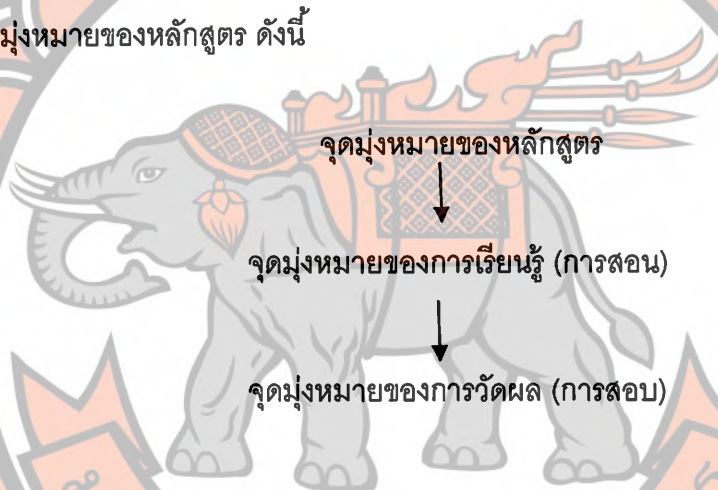 มุ่งหมายของหลักสูตร ดังนี้
จุดมุ่งหมายของหลักสูตร
จุดมุ่งหมายของการเรียนรู้ (การสอน)
จุดมุ่งหมายของการวัดผล (การสอบ)